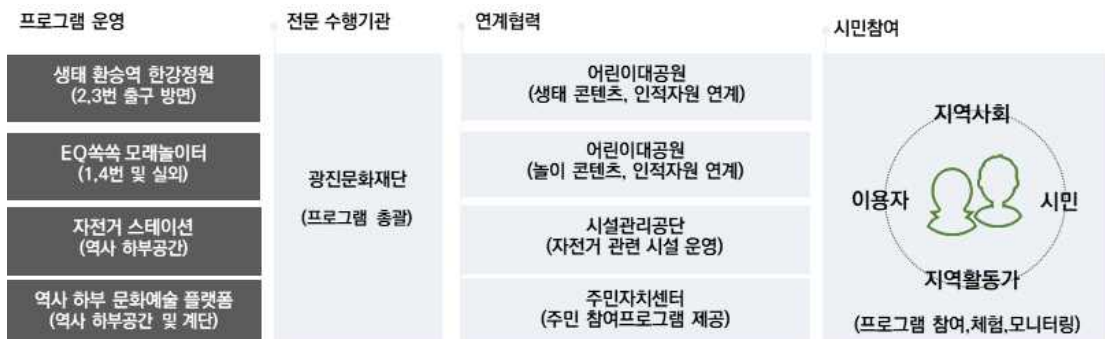 프로그램 운영
전문 수행기관
연계협력
시민참여
생태 환승역 한강정원
(2,3번 출구 방면)
EQ쏙쏙 모래놀이터
(1,4번 및 실외)
자전거 스테이션
(역사 하부공간)
역사 하부 문화예술 플랫폼
(역사 하부공간 및 계단)
광진문화재단
(프로그램 총괄)
어린이대공원
(생태 콘텐츠, 인적자원 연계)
어린이대공원
(놀이 콘텐츠, 인적자원 연계)
시설관리공단
(자전거 관련 시설 운영)
주민자치센터
(주민 참여프로그램 제공)
지역사회
이용자
시민
지역활동가
(프로그램 참여,체험,모니터링)